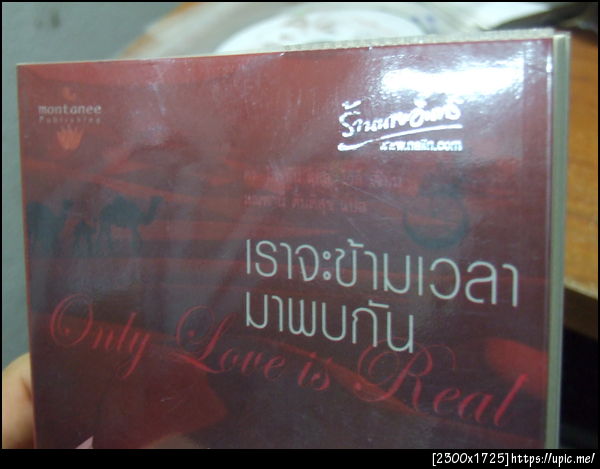 montanee
Publishing
ร้านนายอินทร์
www.naiin.com
เราจะข้ามเวลา
มาพบกัน
Only Love is Real
[2300x1725]https://upic.me/